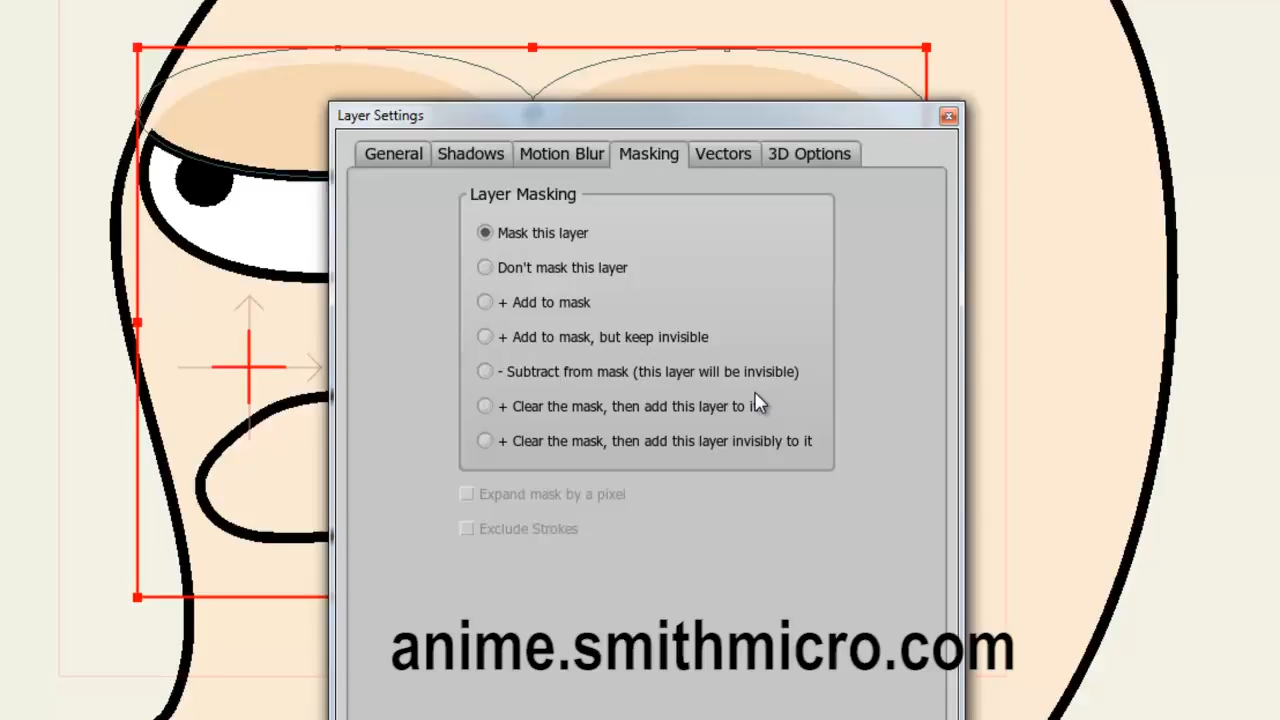 Layer Settings
General Shadows Motion Blur Masking Vectors 3D Options
Layer Masking
Mask this layer
Don't mask this layer
+ Add to mask
+ Add to mask, but keep invisible
- Subtract from mask (this layer will be invisible)
+ Clear the mask, then add this layer to it
+ Clear the mask, then add this layer invisibly to it
Expand mask by a pixel
Exclude Strokes
anime.smithmicro.com